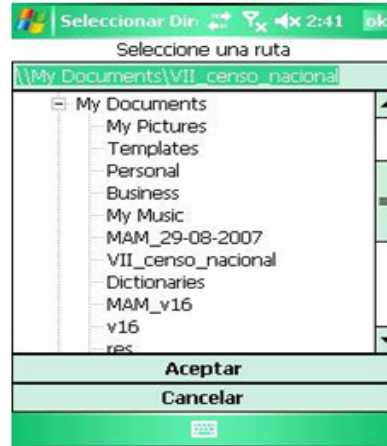 Seleccionar Dir 2:41 ok
Seleccione una ruta
\\My Documents\VII_censo_nacional
My Documents
My Pictures
Templates
Personal
Business
My Music
MAM_29-08-2007
VII_censo_nacional
Dictionaries
MAM_v16
v16
res
Aceptar
Cancelar